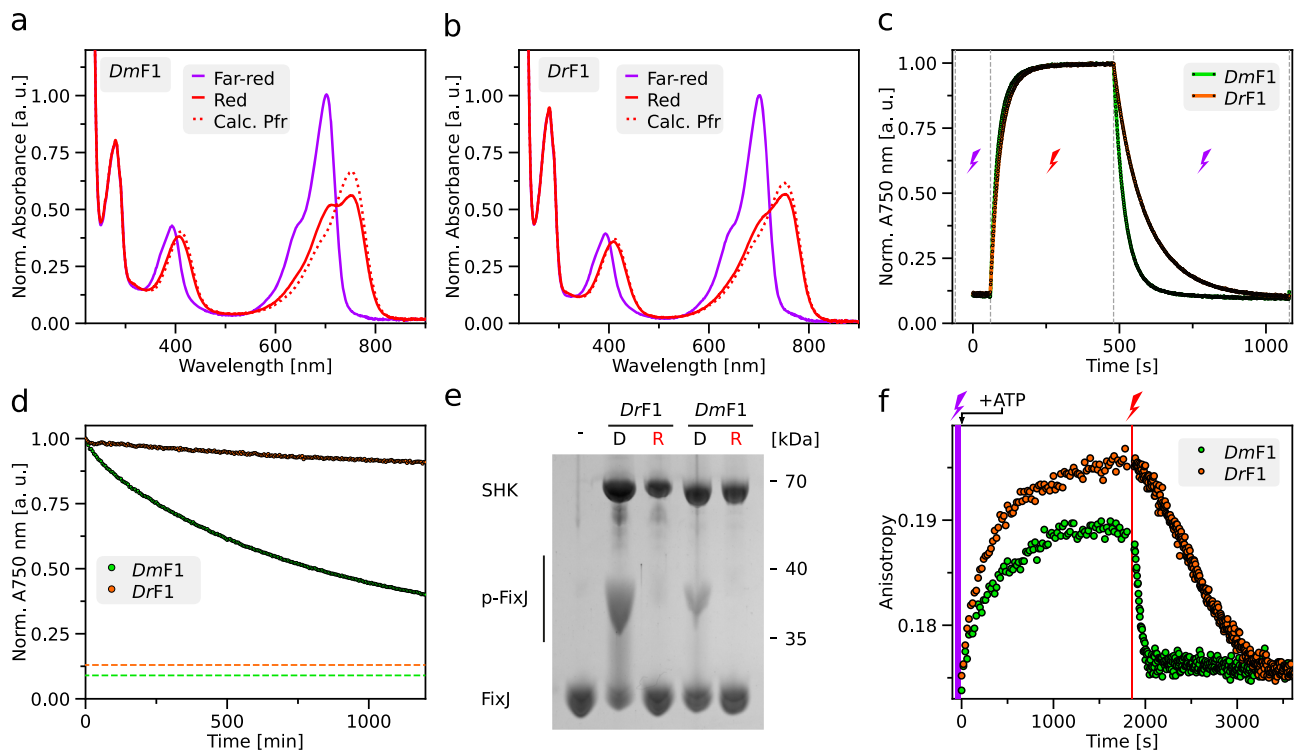 a
DmF1
Far-red
Red
Calc. Pfr
Norm. Absorbance [a. u.]
1.00
0.75
0.50
0.25
0.00
400 600 800
Wavelength [nm]
b
DrF1
Far-red
Red
Calc. Pfr
Norm. Absorbance [a. u.]
1.00
0.75
0.50
0.25
0.00
400 600 800
Wavelength [nm]
c
DmF1
DrF1
Norm. A750 nm [a. u.]
1.00
0.75
0.50
0.25
0.00
0 500 1000
Time [s]
d
Norm. A750 nm [a. u.]
1.00
0.75
0.50
0.25
0.00
DmF1
DrF1
0 500 1000
Time [min]
e
DrF1 DmF1
- D R D R [kDa]
SHK - 70
- 40
p-FixJ
- 35
FixJ
f
+ATP
DmF1
DrF1
Anisotropy
0.19
0.18
0 1000 2000 3000
Time [s]